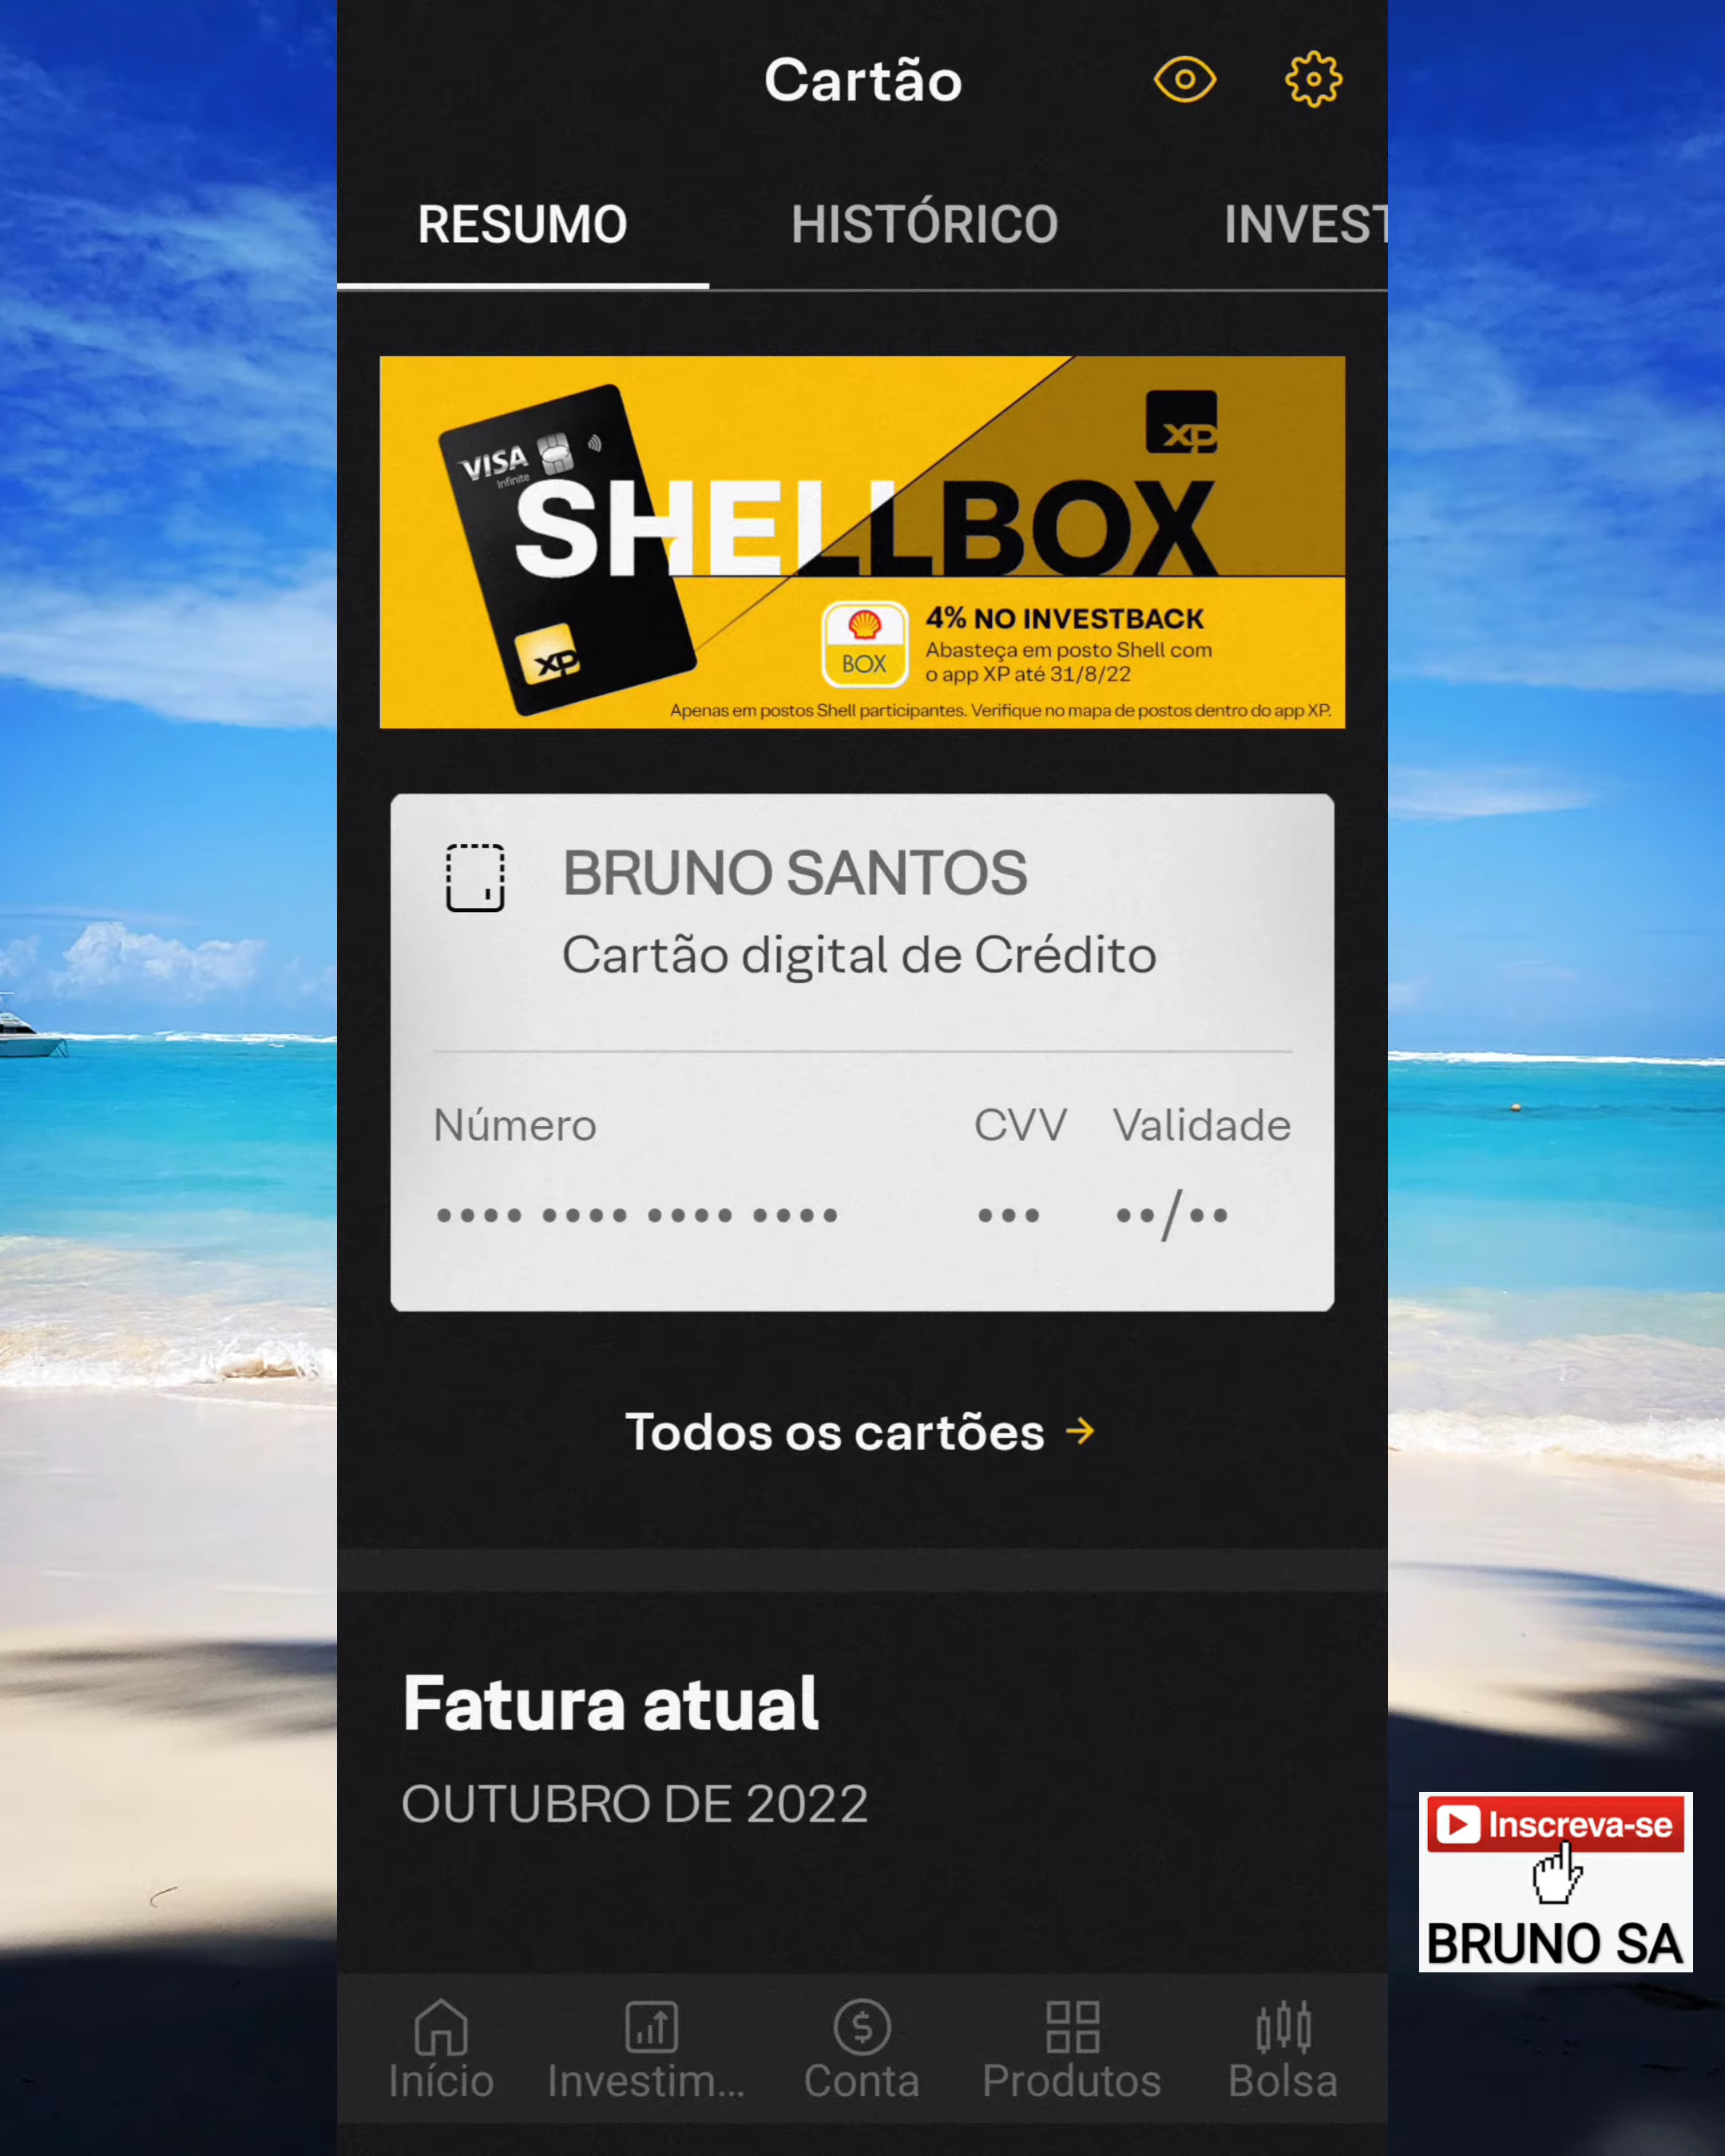 Cartão
RESUMO HISTÓRICO INVEST
VISA
Infinite
XP
SHELLBOX
XP
BOX
4% NO INVESTBACK
Abasteça em posto Shell com
o app XP até 31/8/22
Apenas em postos Shell participantes. Verifique no mapa de postos dentro do app XP.
BRUNO SANTOS
Cartão digital de Crédito
Número CVV Validade
•••• •••• •••• •••• ••• ••/••
Todos os cartões →
Fatura atual
OUTUBRO DE 2022
Inscreva-se
BRUNO SA
Início Investim... Conta Produtos Bolsa